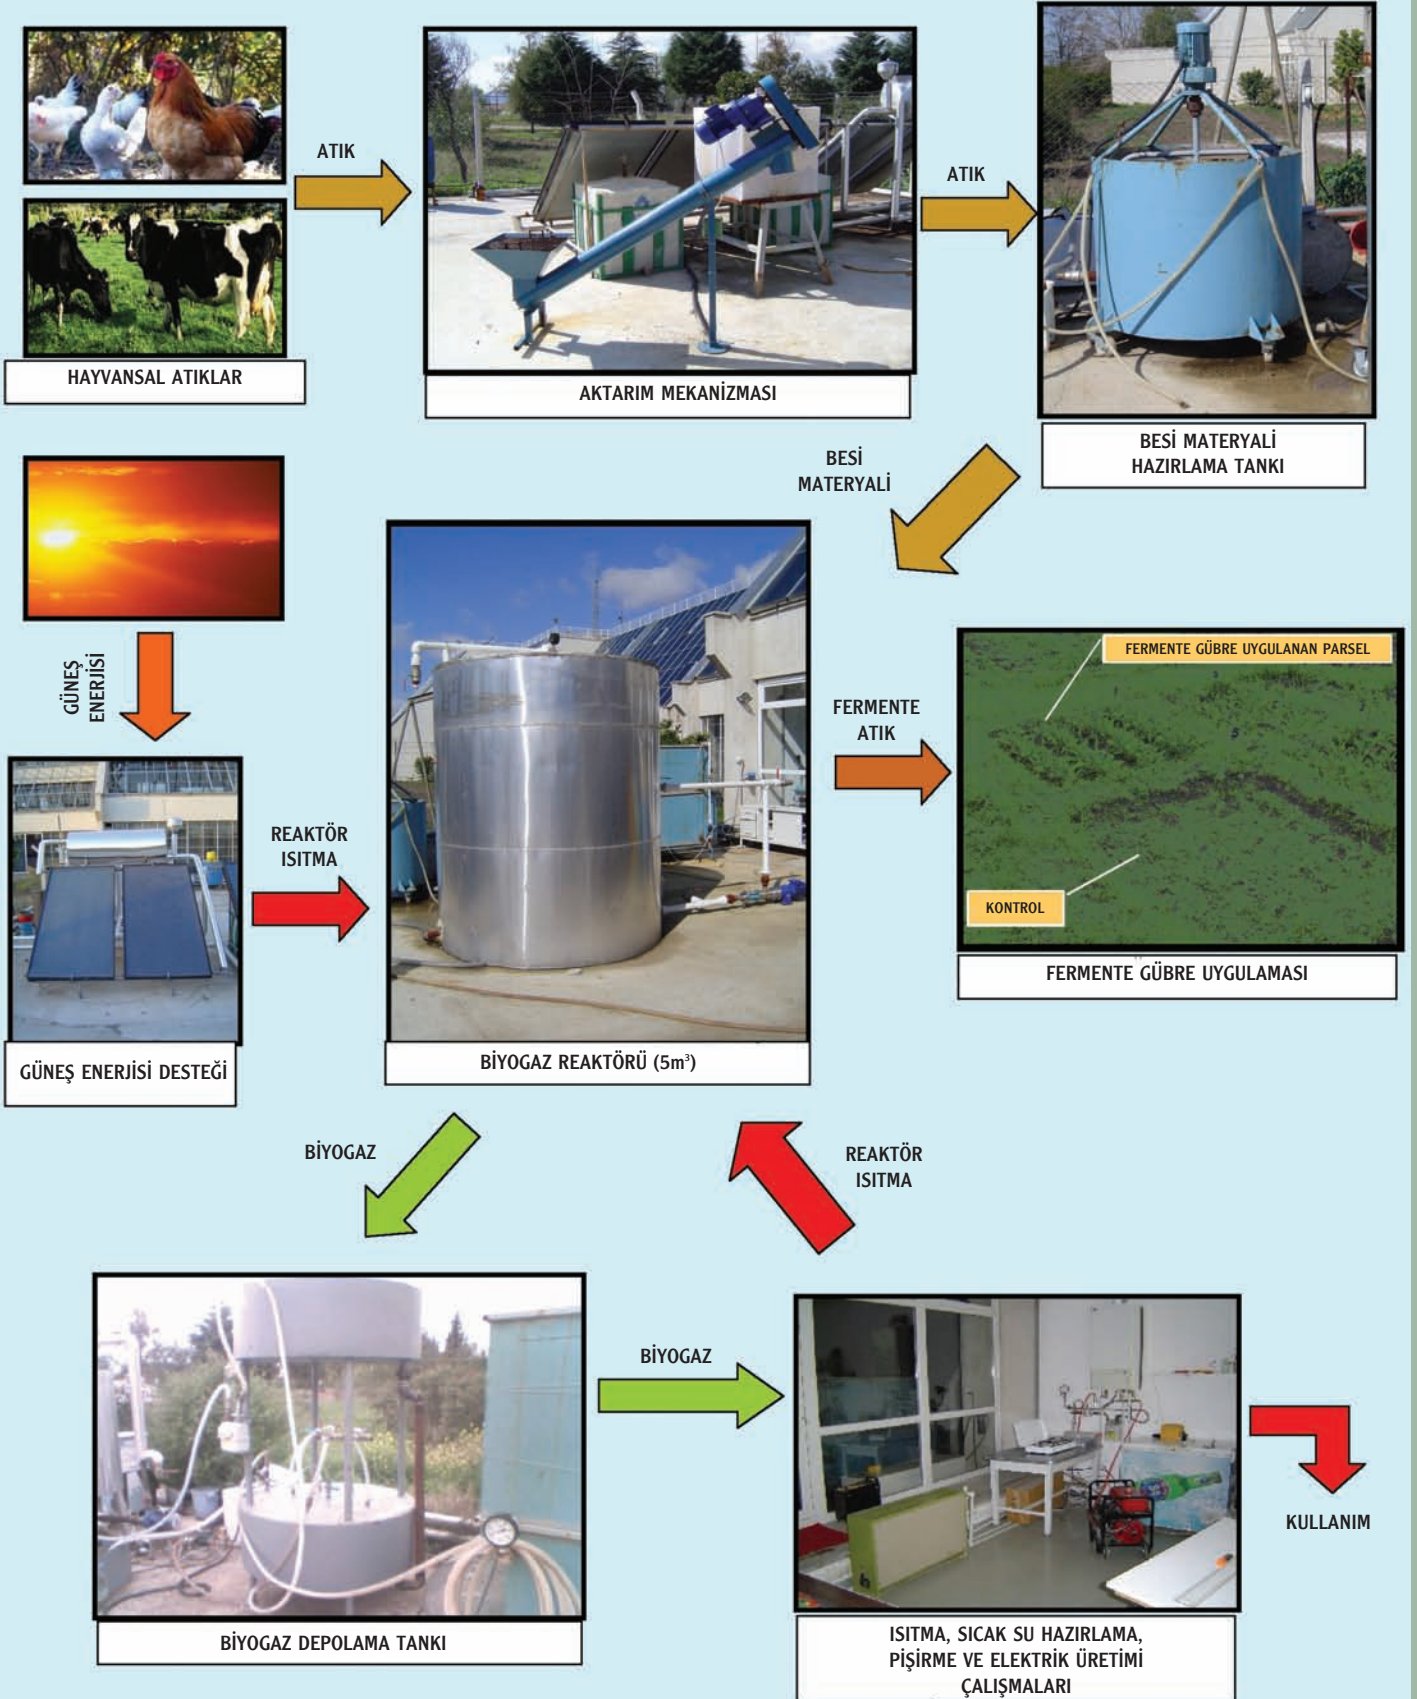 ATIK
ATIK
HAYVANSAL ATIKLAR
AKTARIM MEKANİZMASI
BESİ MATERYALİ
HAZIRLAMA TANKI
BESİ
MATERYALİ
GÜNEŞ
ENERJİSİ
FERMENTE GÜBRE UYGULANAN PARSEL
FERMENTE
ATIK
REAKTÖR
ISITMA
KONTROL
FERMENTE GÜBRE UYGULAMASI
GÜNEŞ ENERJİSİ DESTEĞİ
BİYOGAZ REAKTÖRÜ (5m³)
BİYOGAZ
REAKTÖR
ISITMA
BİYOGAZ
KULLANIM
BİYOGAZ DEPOLAMA TANKI
ISITMA, SICAK SU HAZIRLAMA,
PİŞİRME VE ELEKTRİK ÜRETİMİ
ÇALIŞMALARI